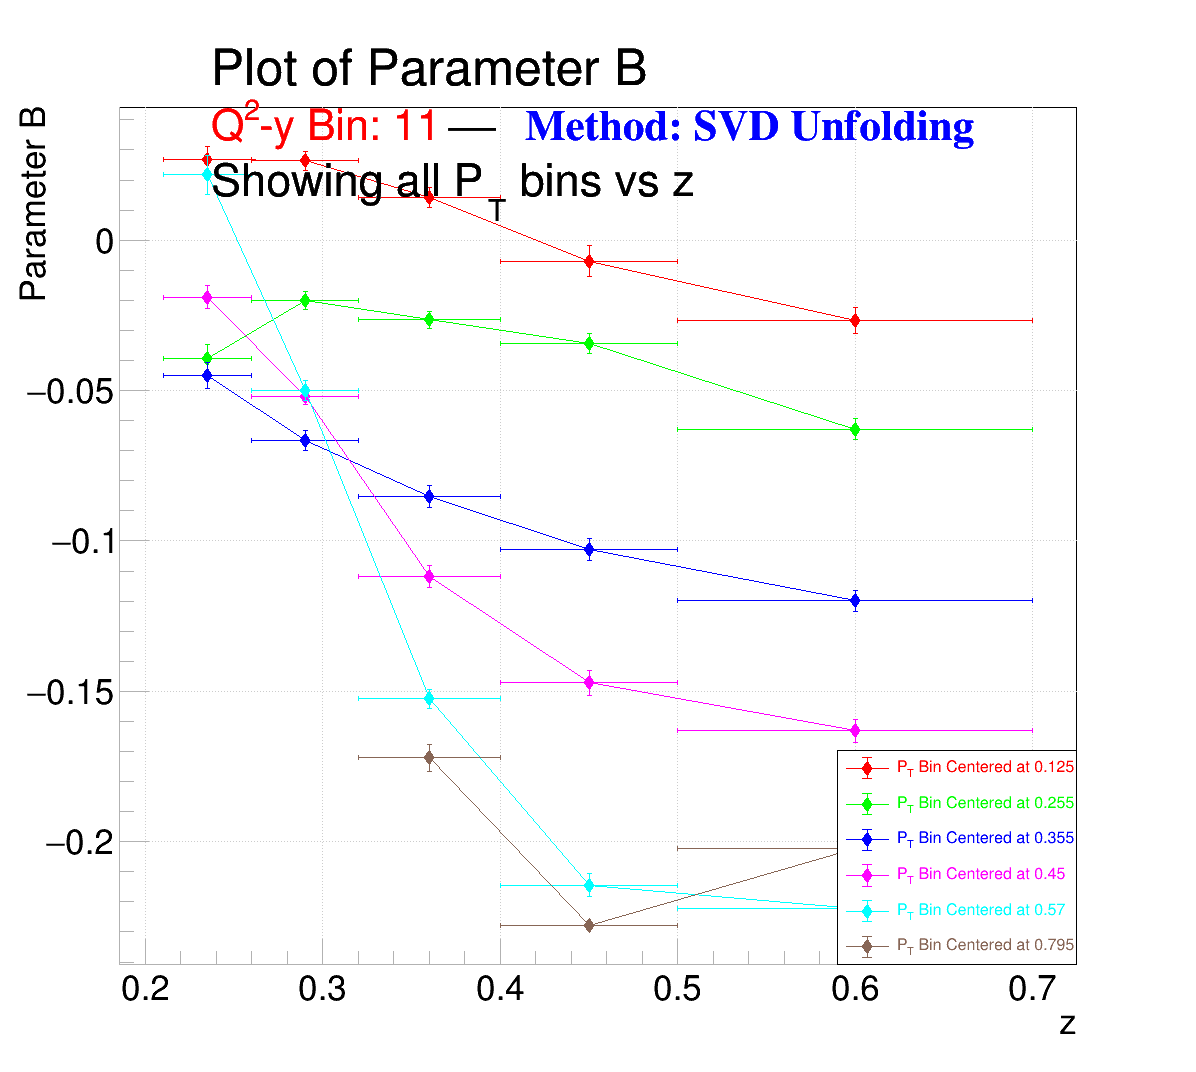 Plot of Parameter B
Q2-y Bin: 11 — Method: SVD Unfolding
Showing all PT bins vs z
Parameter B
0
−0.05
−0.1
−0.15
−0.2
PT Bin Centered at 0.125
PT Bin Centered at 0.255
PT Bin Centered at 0.355
PT Bin Centered at 0.45
PT Bin Centered at 0.57
PT Bin Centered at 0.795
0.2 0.3 0.4 0.5 0.6 0.7
z